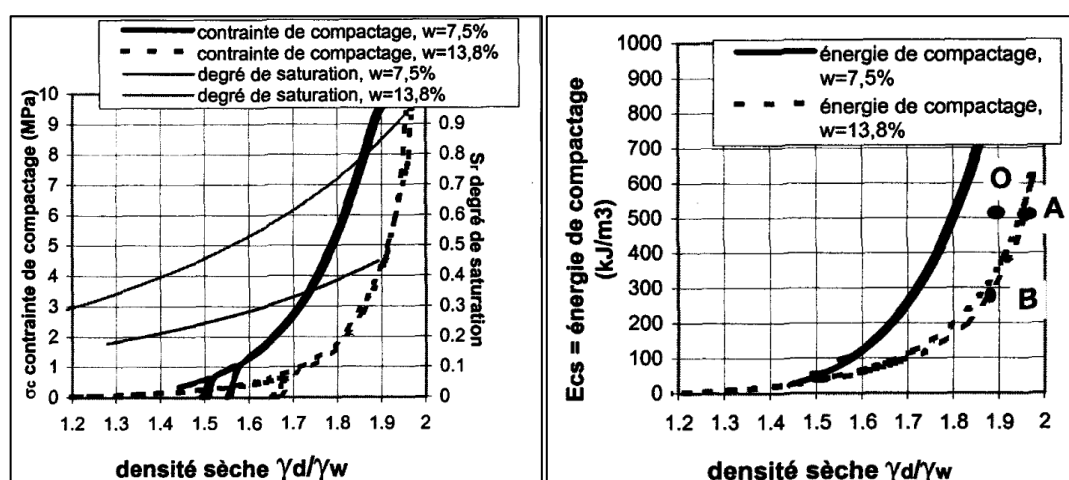 contrainte de compactage, w=7,5%
contrainte de compactage, w=13,8%
degré de saturation, w=7,5%
degré de saturation, w=13,8%
σc contrainte de compactage (MPa)
10
9
8
7
6
5
4
3
2
1
0
0.9
0.8
0.7
0.6
0.5
0.4
0.3
0.2
0.1
0
Sr degré de saturation
1.2 1.3 1.4 1.5 1.6 1.7 1.8 1.9 2
densité sèche γd/γw
énergie de compactage,
w=7,5%
énergie de compactage,
w=13,8%
Ecs = énergie de compactage
(kJ/m3)
1000
900
800
700
600
500
400
300
200
100
0
O
A
B
1.2 1.3 1.4 1.5 1.6 1.7 1.8 1.9 2
densité sèche γd/γw